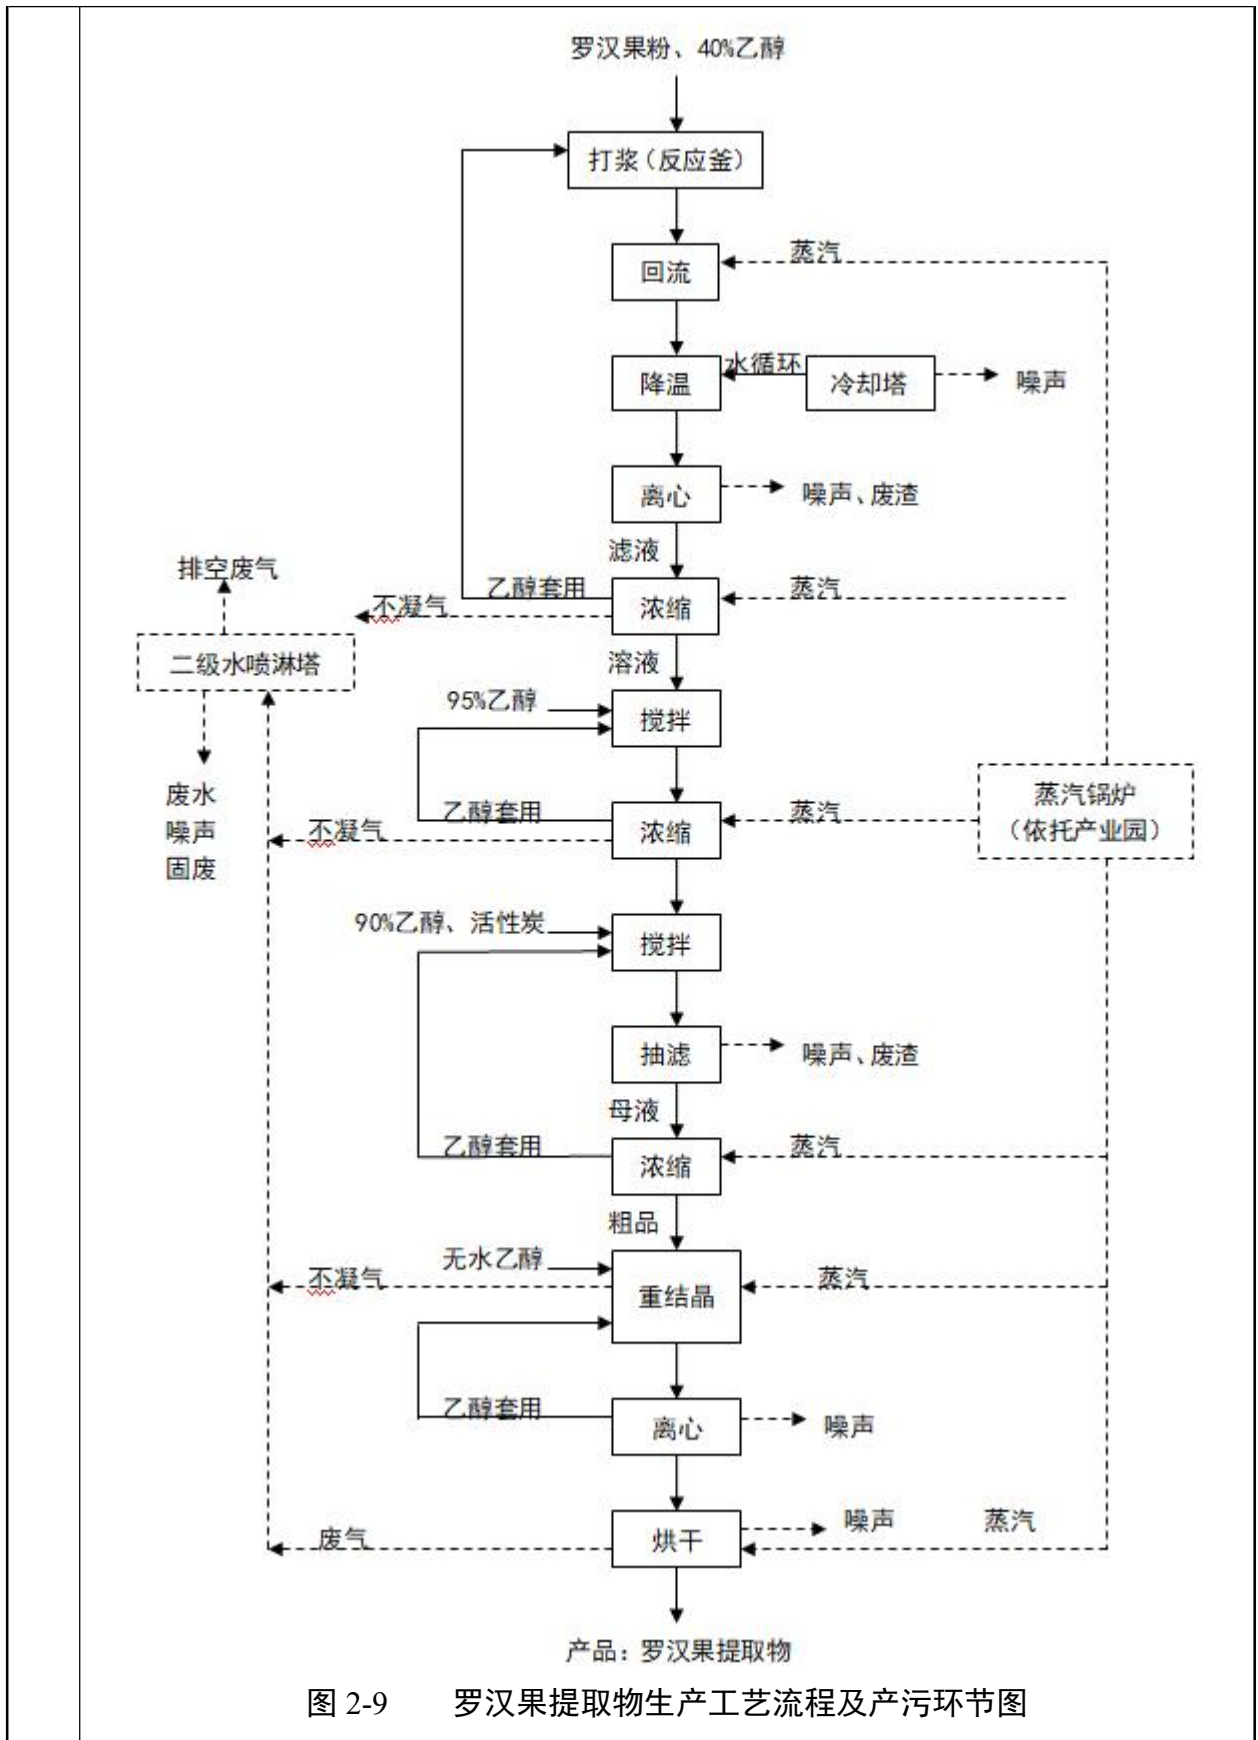 罗汉果粉、40%乙醇
打浆（反应釜）
蒸汽
回流
水循环
降温
冷却塔
噪声
离心
噪声、废渣
滤液
排空废气
乙醇套用
蒸汽
不凝气
浓缩
二级水喷淋塔
溶液
95%乙醇
搅拌
废水
噪声
固废
蒸汽锅炉
（依托产业园）
乙醇套用
蒸汽
不凝气
浓缩
90%乙醇、活性炭
搅拌
抽滤
噪声、废渣
母液
乙醇套用
蒸汽
浓缩
粗品
无水乙醇
不凝气
蒸汽
重结晶
乙醇套用
离心
噪声
噪声
蒸汽
废气
烘干
产品：罗汉果提取物
图 2-9 罗汉果提取物生产工艺流程及产污环节图